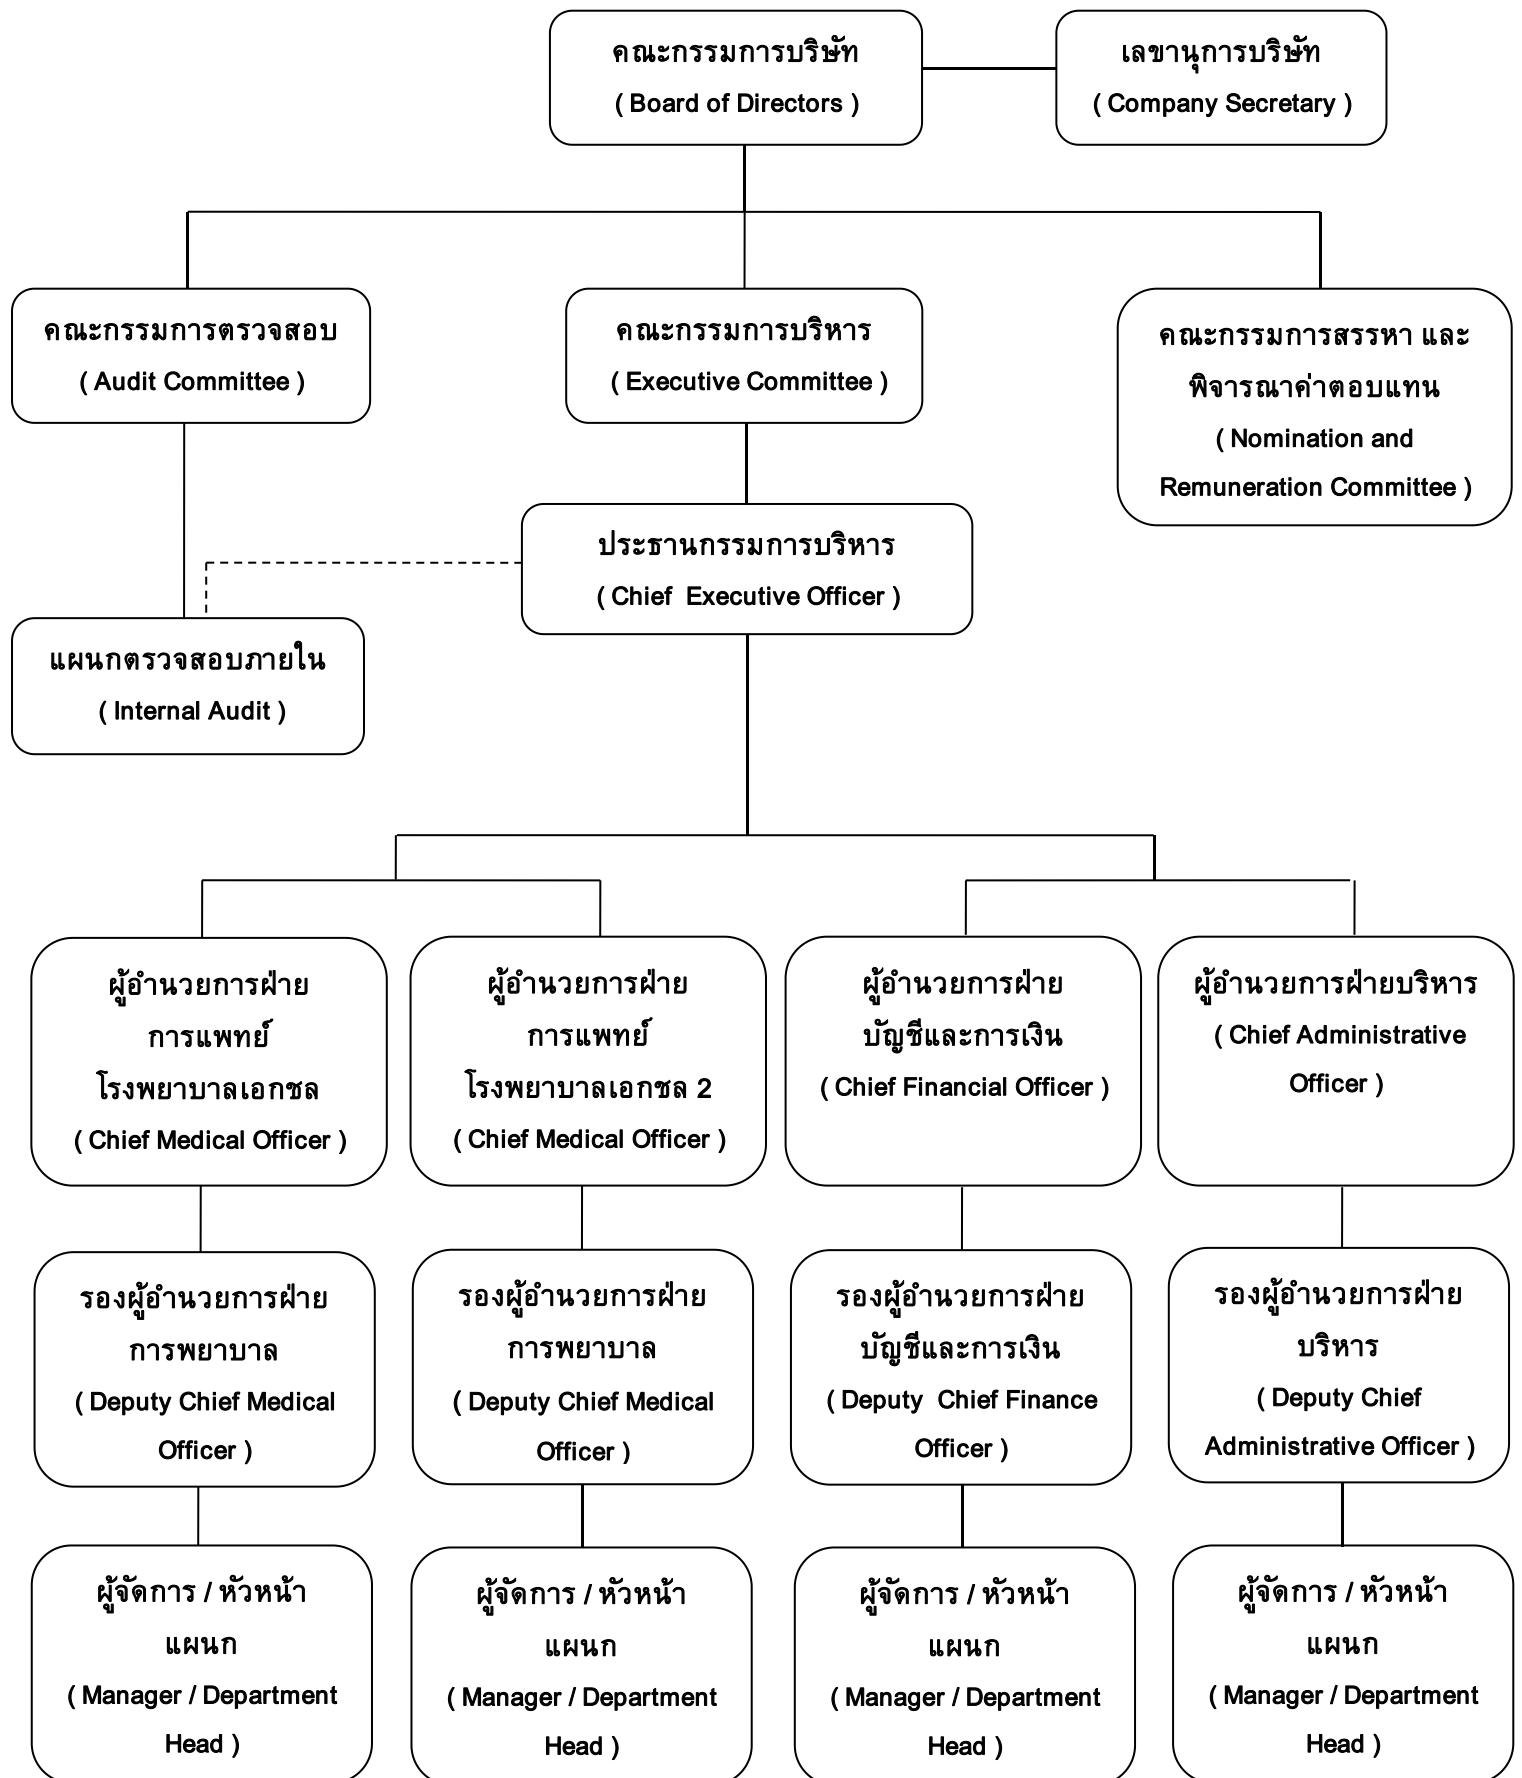 คณะกรรมการบริษัท
( Board of Directors )
เลขานุการบริษัท
( Company Secretary )
คณะกรรมการตรวจสอบ
( Audit Committee )
คณะกรรมการบริหาร
( Executive Committee )
คณะกรรมการสรรหา และ
พิจารณาค่าตอบแทน
( Nomination and
Remuneration Committee )
ประธานกรรมการบริหาร
( Chief  Executive Officer )
แผนกตรวจสอบภายใน
( Internal Audit )
ผู้อำนวยการฝ่าย
การแพทย์
โรงพยาบาลเอกชล
( Chief Medical Officer )
ผู้อำนวยการฝ่าย
การแพทย์
โรงพยาบาลเอกชล 2
( Chief Medical Officer )
ผู้อำนวยการฝ่าย
บัญชีและการเงิน
( Chief Financial Officer )
ผู้อำนวยการฝ่ายบริหาร
( Chief Administrative
Officer )
รองผู้อำนวยการฝ่าย
การพยาบาล
( Deputy Chief Medical
Officer )
รองผู้อำนวยการฝ่าย
การพยาบาล
( Deputy Chief Medical
Officer )
รองผู้อำนวยการฝ่าย
บัญชีและการเงิน
( Deputy  Chief Finance
Officer )
รองผู้อำนวยการฝ่าย
บริหาร
( Deputy Chief
Administrative Officer )
ผู้จัดการ / หัวหน้า
แผนก
( Manager / Department
Head )
ผู้จัดการ / หัวหน้า
แผนก
( Manager / Department
Head )
ผู้จัดการ / หัวหน้า
แผนก
( Manager / Department
Head )
ผู้จัดการ / หัวหน้า
แผนก
( Manager / Department
Head )